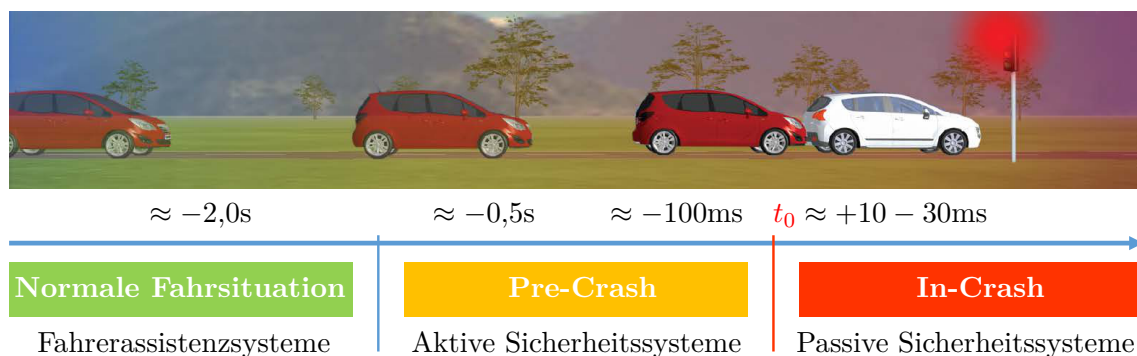 ≈ −2,0s ≈ −0,5s ≈ −100ms t₀ ≈ +10 − 30ms
Normale Fahrsituation Pre-Crash In-Crash
Fahrerassistenzsysteme Aktive Sicherheitssysteme Passive Sicherheitssysteme